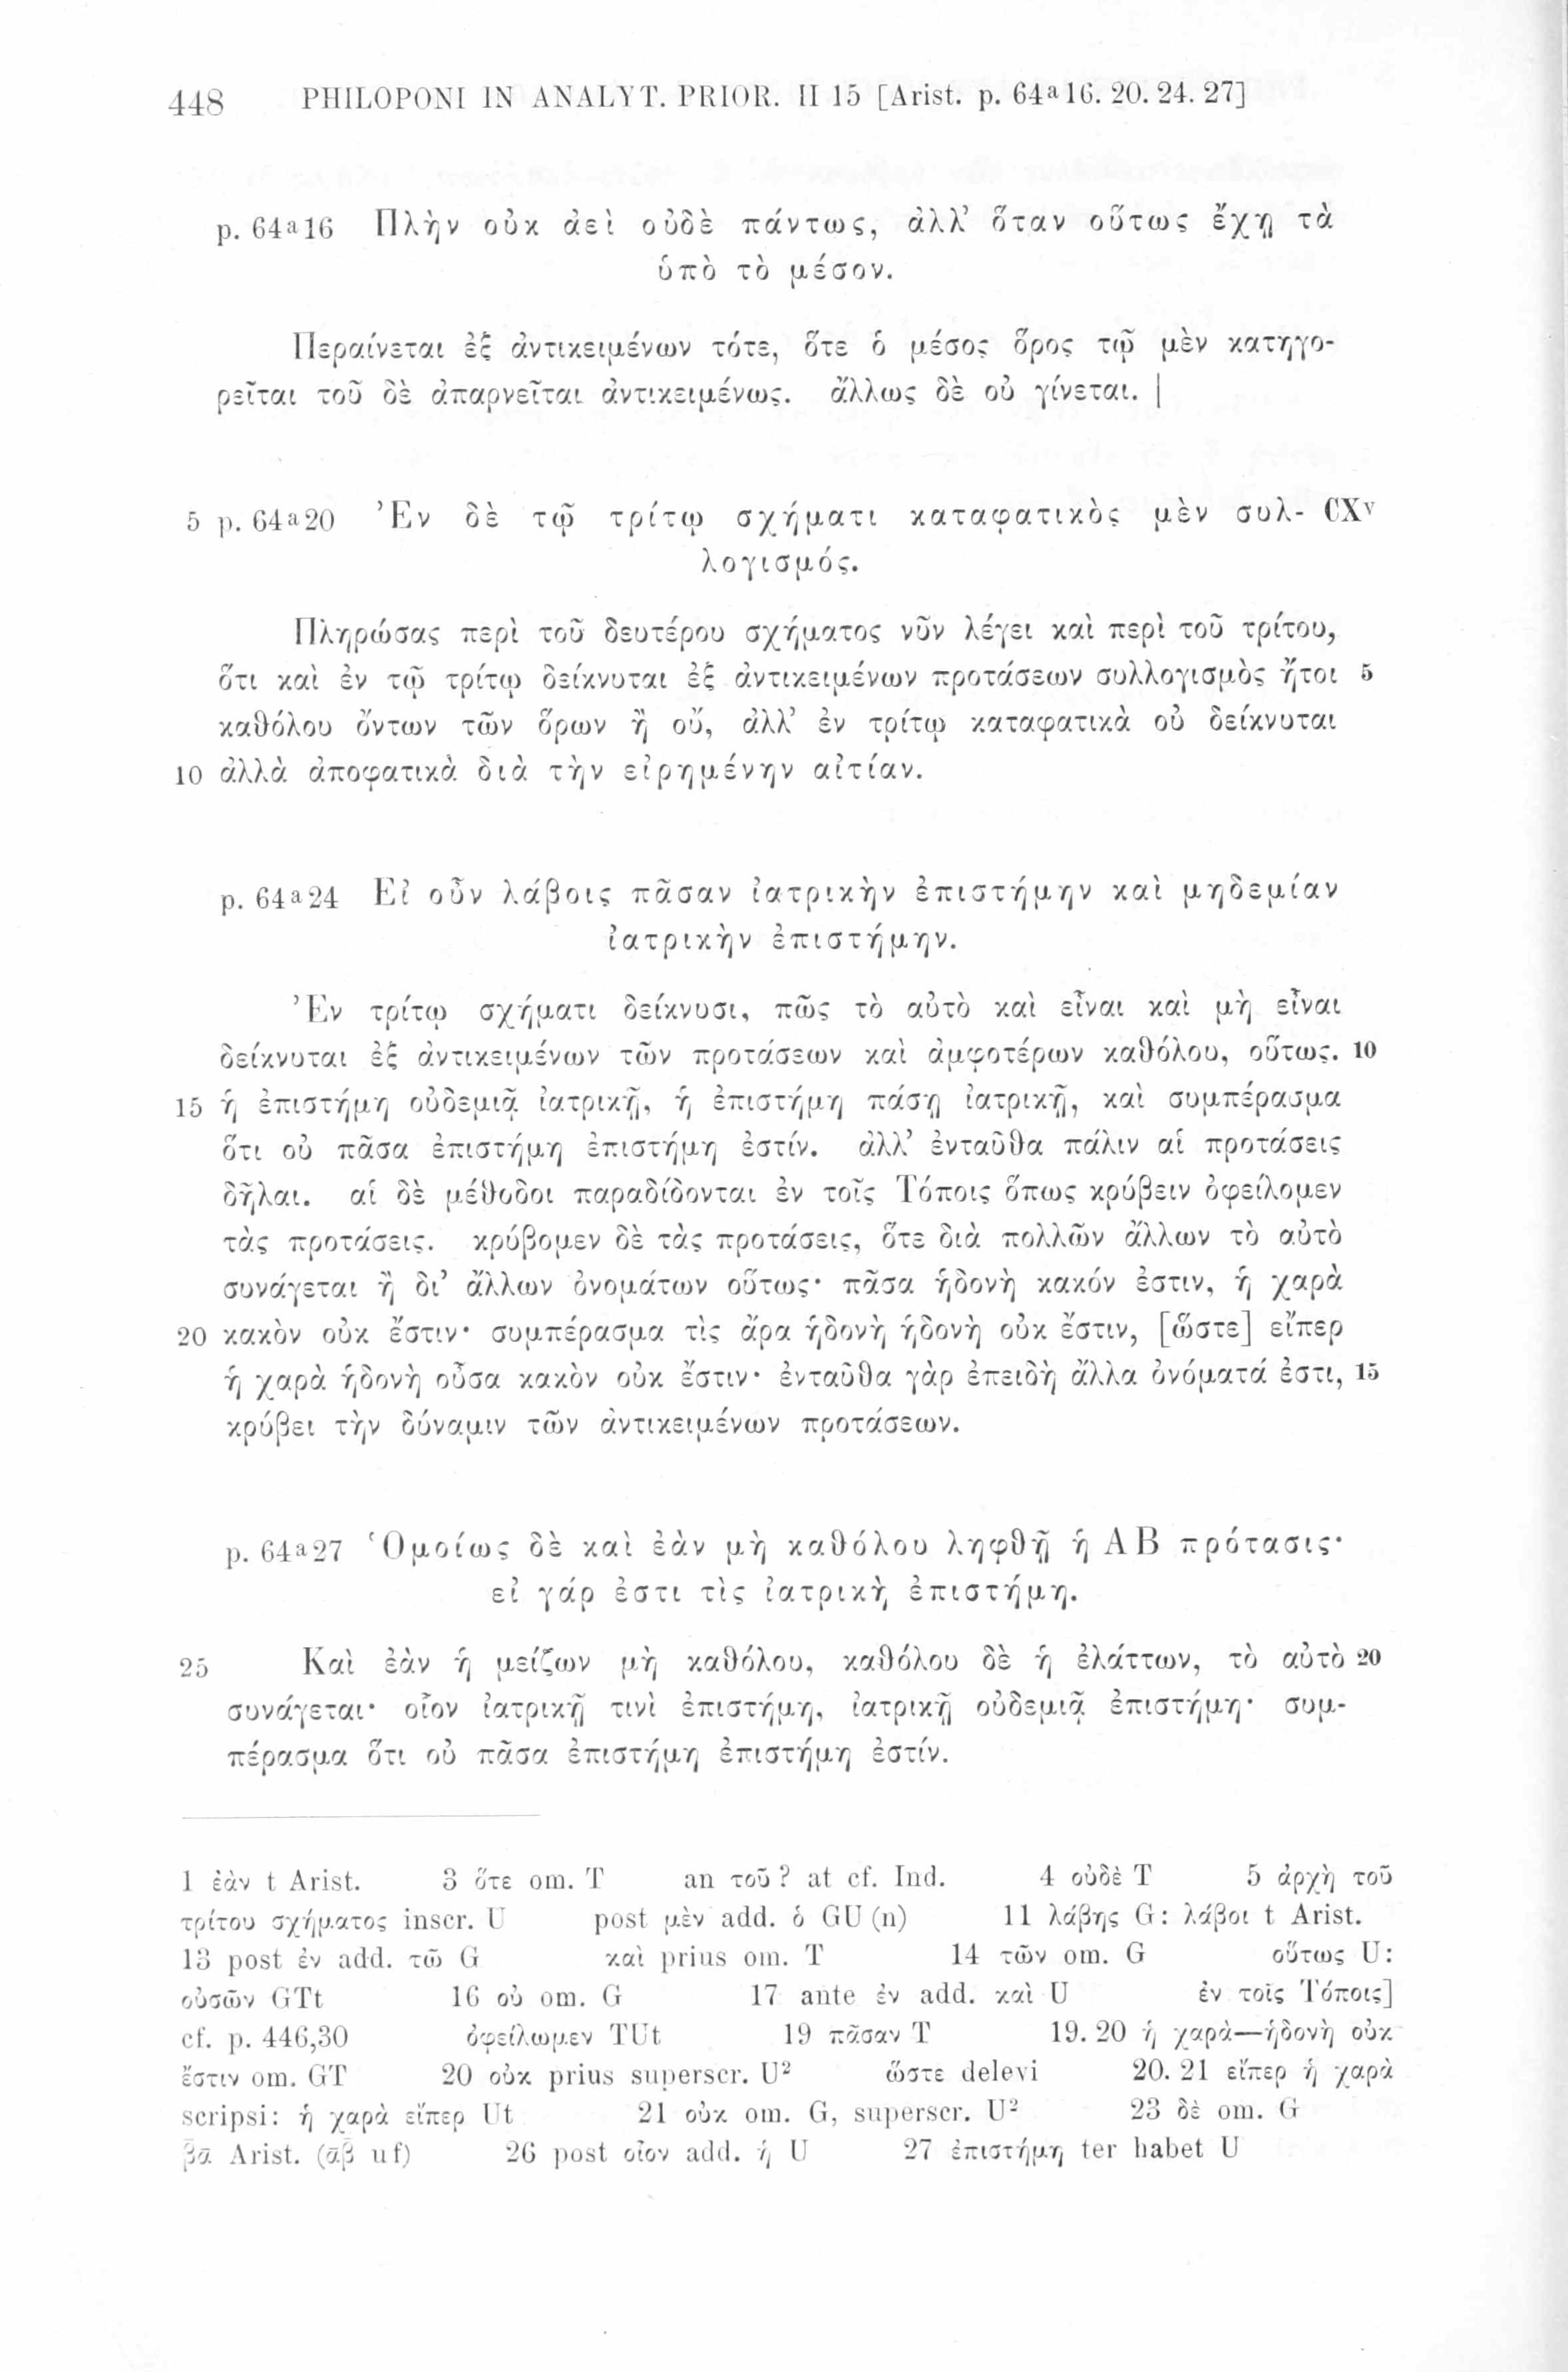 448 PHILOPONI IN ANALYT. PRIOR. II 15 [Arist. p. 64ª16. 20. 24. 27]
p. 64ª16 Πλὴν οὐκ ἀεὶ οὐδὲ πάντως, ἀλλ’ ὅταν οὕτως ἔχῃ τὰ
ὑπὸ τὸ μέσον.
Περαίνεται ἐξ ἀντικειμένων τότε, ὅτε ὁ μέσος ὅρος τῷ μὲν κατηγο-
ρεῖται τοῦ δὲ ἀπαρνεῖται ἀντικειμένως. ἄλλως δὲ οὐ γίνεται. |
5 p. 64ª20 Ἐν δὲ τῷ τρίτῳ σχήματι καταφατικὸς μὲν συλ- CXv
λογισμός.
Πληρώσας περὶ τοῦ δευτέρου σχήματος νῦν λέγει καὶ περὶ τοῦ τρίτου,
ὅτι καὶ ἐν τῷ τρίτῳ δείκνυται ἐξ ἀντικειμένων προτάσεων συλλογισμὸς ἤτοι 5
καθόλου ὄντων τῶν ὅρων ἢ οὔ, ἀλλ’ ἐν τρίτῳ καταφατικὰ οὐ δείκνυται
10 ἀλλὰ ἀποφατικὰ διὰ τὴν εἰρημένην αἰτίαν.
p. 64ª24 Εἰ οὖν λάβοις πᾶσαν ἰατρικὴν ἐπιστήμην καὶ μηδεμίαν
ἰατρικὴν ἐπιστήμην.
Ἐν τρίτῳ σχήματι δείκνυσι, πῶς τὸ αὐτὸ καὶ εἶναι καὶ μὴ εἶναι
δείκνυται ἐξ ἀντικειμένων τῶν προτάσεων καὶ ἀμφοτέρων καθόλου, οὕτως. 10
15 ἡ ἐπιστήμη οὐδεμιᾷ ἰατρικῇ, ἡ ἐπιστήμη πάσῃ ἰατρικῇ, καὶ συμπέρασμα
ὅτι οὐ πᾶσα ἐπιστήμη ἐπιστήμη ἐστίν. ἀλλ’ ἐνταῦθα πάλιν αἱ προτάσεις
δῆλαι. αἱ δὲ μέθοδοι παραδίδονται ἐν τοῖς Τόποις ὅπως κρύβειν ὀφείλομεν
τὰς προτάσεις. κρύβομεν δὲ τὰς προτάσεις, ὅτε διὰ πολλῶν ἄλλων τὸ αὐτὸ
συνάγεται ἢ δι’ ἄλλων ὀνομάτων οὕτως· πᾶσα ἡδονὴ κακόν ἐστιν, ἡ χαρὰ
20 κακὸν οὐκ ἔστιν· συμπέρασμα τὶς ἄρα ἡδονὴ ἡδονὴ οὐκ ἔστιν, [ὥστε] εἴπερ
ἡ χαρὰ ἡδονὴ οὖσα κακὸν οὐκ ἔστιν· ἐνταῦθα γὰρ ἐπειδὴ ἄλλα ὀνόματά ἐστι, 15
κρύβει τὴν δύναμιν τῶν ἀντικειμένων προτάσεων.
p. 64ª27 Ὁμοίως δὲ καὶ ἐὰν μὴ καθόλου ληφθῇ ἡ ΑΒ πρότασις·
εἰ γάρ ἐστι τὶς ἰατρικὴ ἐπιστήμη.
25 Καὶ ἐὰν ἡ μείζων μὴ καθόλου, καθόλου δὲ ἡ ἐλάττων, τὸ αὐτὸ 20
συνάγεται· οἷον ἰατρικῇ τινὶ ἐπιστήμη, ἰατρικῇ οὐδεμιᾷ ἐπιστήμη· συμ-
πέρασμα ὅτι οὐ πᾶσα ἐπιστήμη ἐπιστήμη ἐστίν.
1 ἐὰν t Arist. 3 ὅτε om. T an τοῦ? at cf. Ind. 4 οὐδὲ T 5 ἀρχὴ τοῦ
τρίτου σχήματος inscr. U post μὲν add. ὁ GU (n) 11 λάβῃς G: λάβοι t Arist.
13 post ἐν add. τῶ G καὶ prius om. T 14 τῶν om. G οὕτως U:
οὐσῶν GTt 16 οὐ om. G 17 ante ἐν add. καὶ U ἐν τοῖς Τόποις]
cf. p. 446,30 ὀφείλωμεν TUt 19 πᾶσαν T 19. 20 ἡ χαρὰ—ἡδονὴ οὐκ
ἔστιν om. GT 20 οὐκ prius superscr. U² ὥστε delevi 20. 21 εἴπερ ἡ χαρὰ
scripsi: ἡ χαρὰ εἴπερ Ut 21 οὐκ om. G, superscr. U² 23 δὲ om. G
β̄ᾱ Arist. (ᾱβ̄ uf) 26 post οἷον add. ἡ U 27 ἐπιστήμη ter habet U